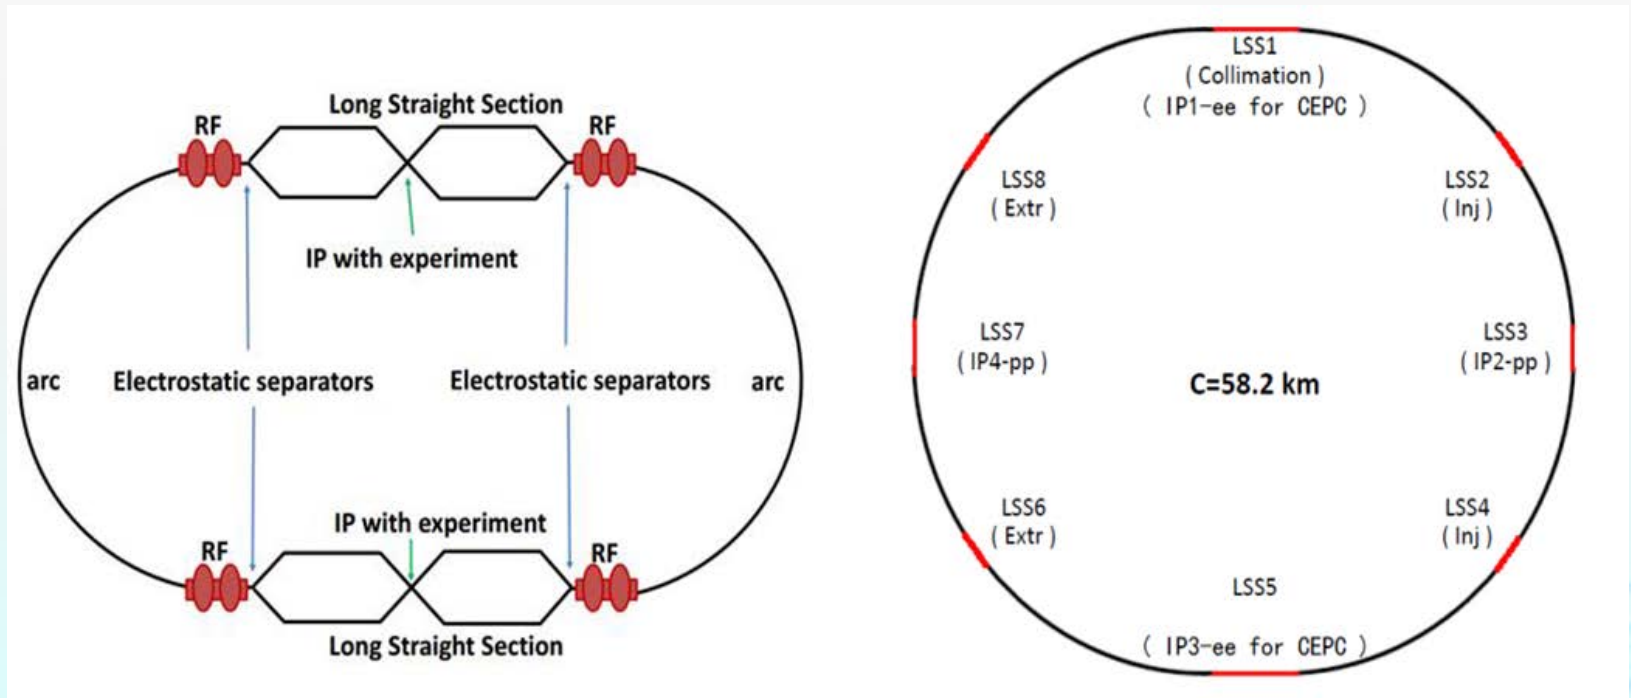 Long Straight Section
RF
RF
IP with experiment
arc
Electrostatic separators
Electrostatic separators
arc
IP with experiment
RF
RF
Long Straight Section
LSS1
( Collimation )
( IP1-ee for CEPC )
LSS8
( Extr )
LSS2
( Inj )
LSS7
( IP4-pp )
LSS3
( IP2-pp )
C=58.2 km
LSS6
( Extr )
LSS4
( Inj )
LSS5
( IP3-ee for CEPC )